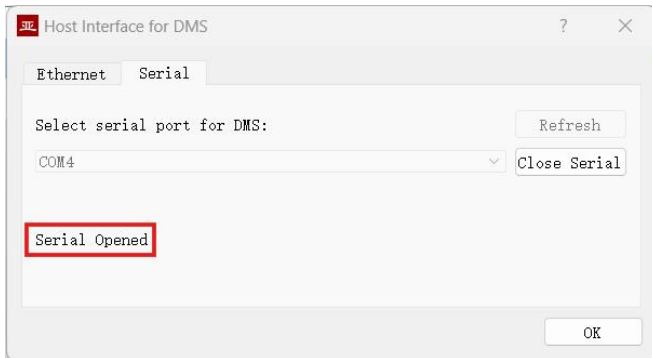 亚 Host Interface for DMS ?
Ethernet Serial
Select serial port for DMS: Refresh
COM4 Close Serial
Serial Opened
OK